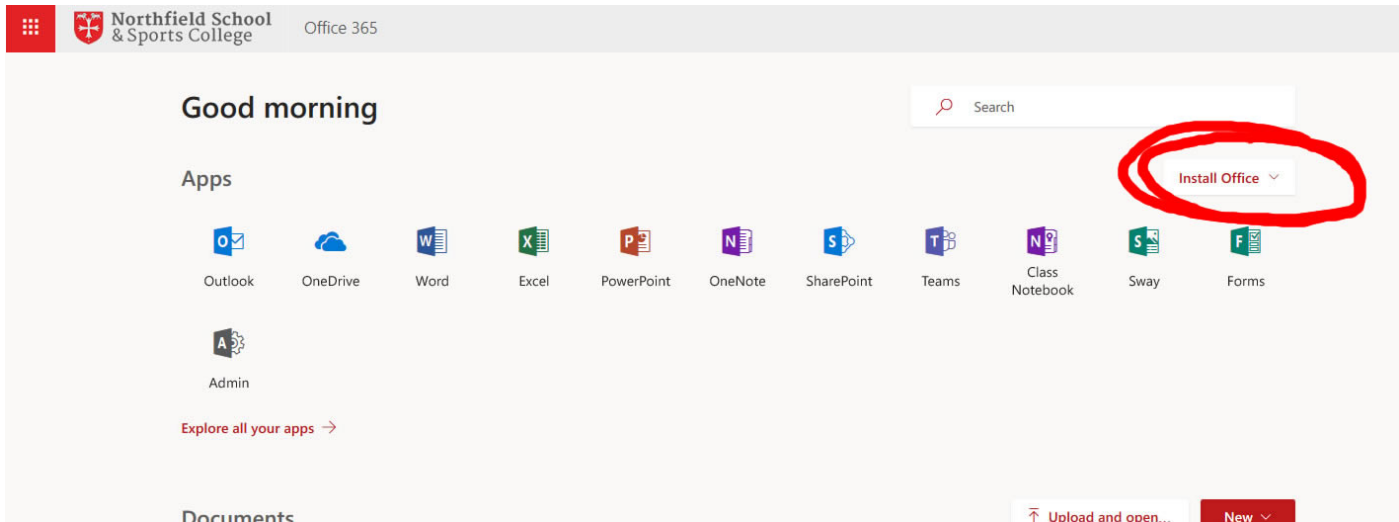 Northfield School
& Sports College
Office 365
Good morning
Search
Apps
Install Office
Outlook
OneDrive
Word
Excel
PowerPoint
OneNote
SharePoint
Teams
Class
Notebook
Sway
Forms
Admin
Explore all your apps →
Documents
Upload and open...
New